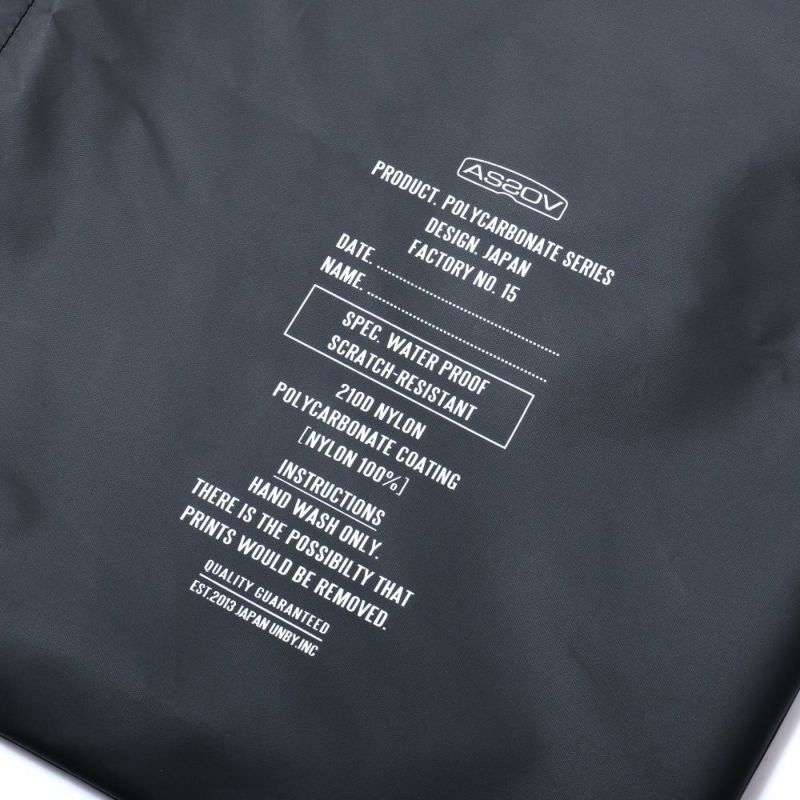 ASSOV
PRODUCT. POLYCARBONATE SERIES
DESIGN. JAPAN
FACTORY NO. 15
DATE.
NAME.
SPEC. WATER PROOF
SCRATCH-RESISTANT
210D NYLON
POLYCARBONATE COATING
[NYLON 100%]
INSTRUCTIONS
HAND WASH ONLY.
THERE IS THE POSSIBILTY THAT
PRINTS WOULD BE REMOVED.
QUALITY GUARANTEED
EST.2013 JAPAN UNBY.INC